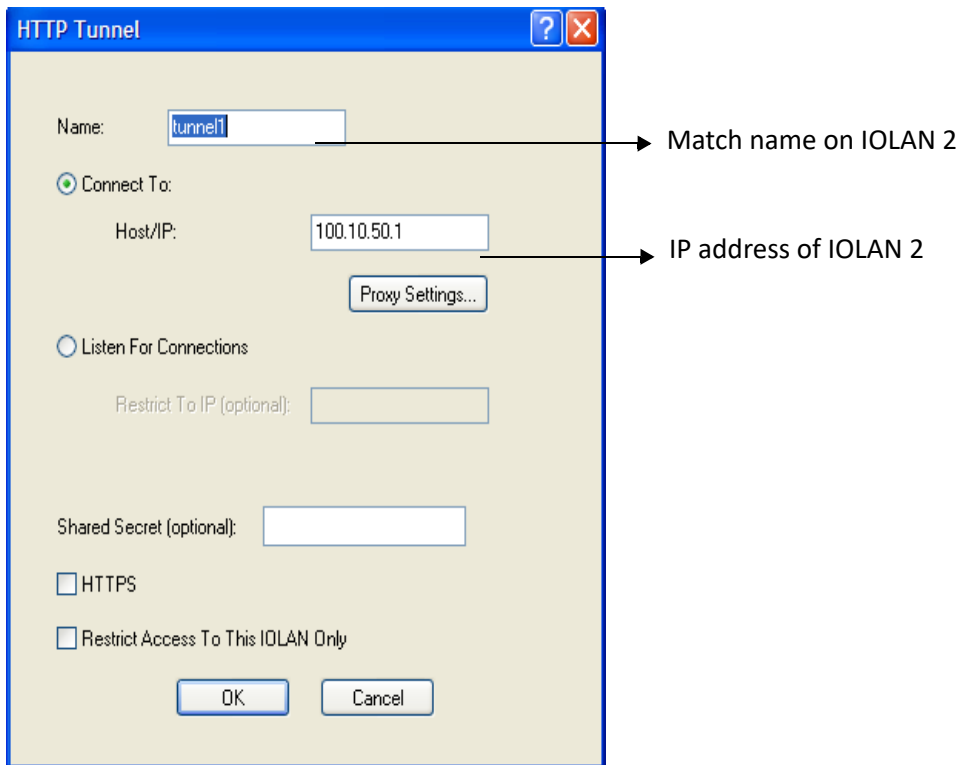 HTTP Tunnel
Name: tunnel1
Match name on IOLAN 2
Connect To:
Host/IP: 100.10.50.1
IP address of IOLAN 2
Proxy Settings...
Listen For Connections
Restrict To IP (optional):
Shared Secret (optional):
HTTPS
Restrict Access To This IOLAN Only
OK Cancel